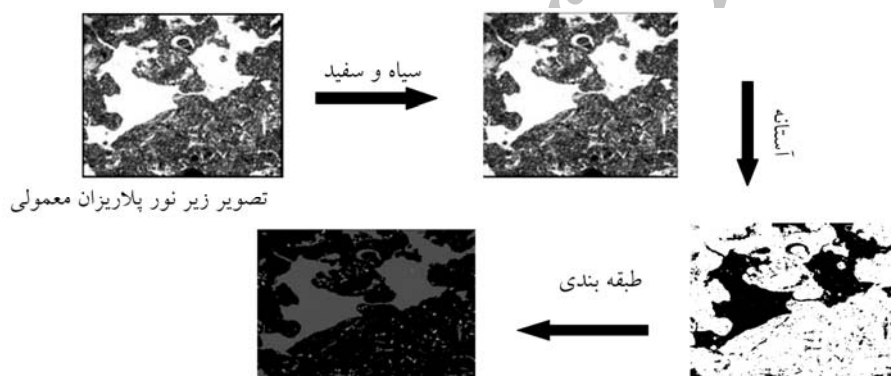 سیاه و سفید
آستانه
تصویر زیر نور پلاریزان معمولی
طبقه بندی